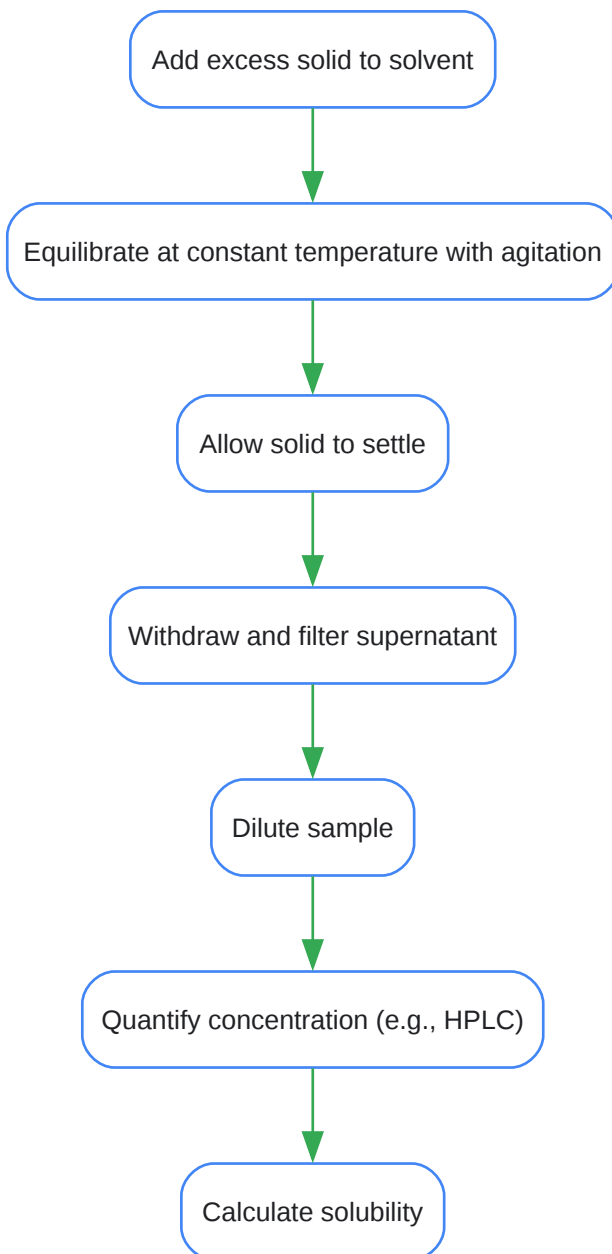 Add excess solid to solvent
Equilibrate at constant temperature with agitation
Allow solid to settle
Withdraw and filter supernatant
Dilute sample
Quantify concentration (e.g., HPLC)
Calculate solubility